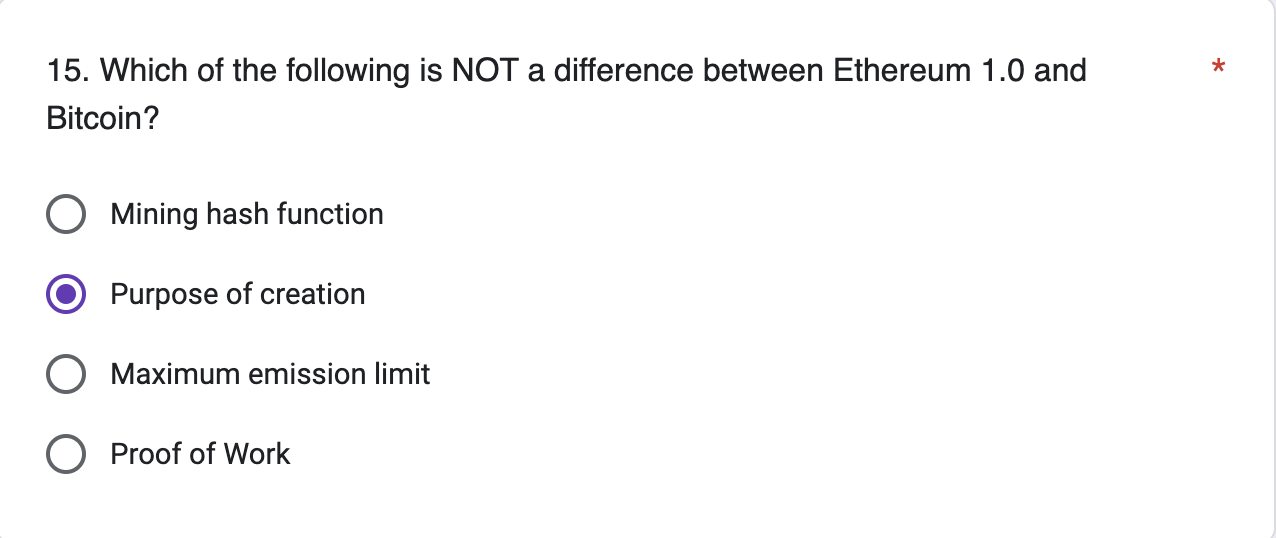 15. Which of the following is NOT a difference between Ethereum 1.0 and *
Bitcoin?
Mining hash function
Purpose of creation
Maximum emission limit
Proof of Work